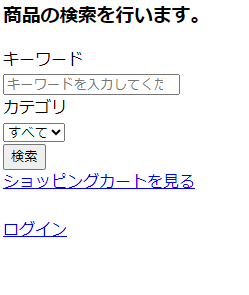 商品の検索を行います。
キーワード
キーワードを入力してくだ
カテゴリ
すべて
検索
ショッピングカートを見る
ログイン